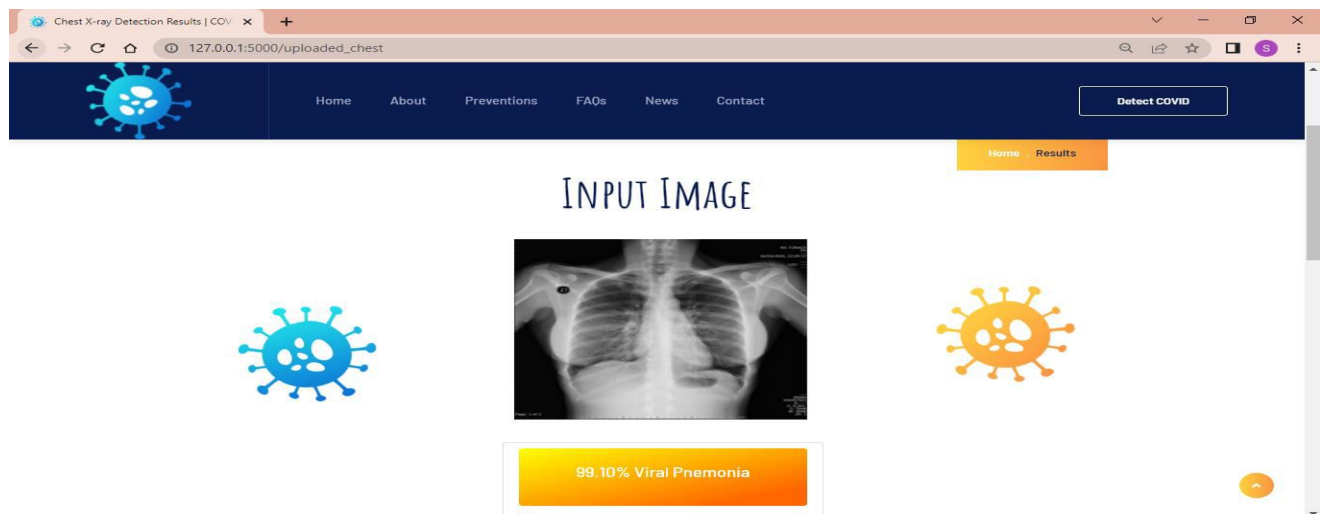 Chest X-ray Detection Results | COV
127.0.0.1:5000/uploaded_chest
S
Home About Preventions FAQs News Contact
Detect COVID
Home . Results
INPUT IMAGE
99.10% Viral Pnemonia